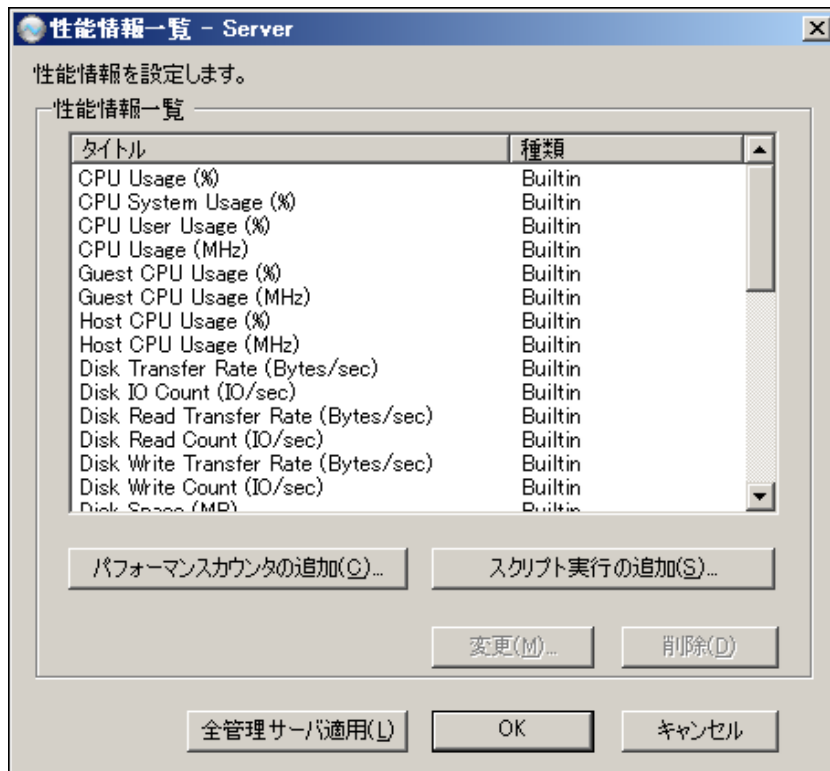 性能情報一覧 - Server
性能情報を設定します。
性能情報一覧
タイトル 種類
CPU Usage (%) Builtin
CPU System Usage (%) Builtin
CPU User Usage (%) Builtin
CPU Usage (MHz) Builtin
Guest CPU Usage (%) Builtin
Guest CPU Usage (MHz) Builtin
Host CPU Usage (%) Builtin
Host CPU Usage (MHz) Builtin
Disk Transfer Rate (Bytes/sec) Builtin
Disk IO Count (IO/sec) Builtin
Disk Read Transfer Rate (Bytes/sec) Builtin
Disk Read Count (IO/sec) Builtin
Disk Write Transfer Rate (Bytes/sec) Builtin
Disk Write Count (IO/sec) Builtin
Disk Space (MB) Builtin
パフォーマンスカウンタの追加(C)... スクリプト実行の追加(S)...
変更(M)... 削除(D)
全管理サーバ適用(L) OK キャンセル